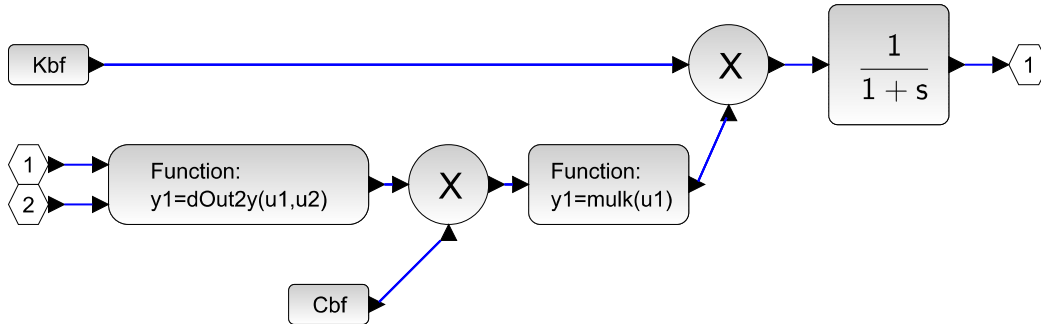 Kbf
X
1
1 + s
1
1
2
Function:
y1=dOut2y(u1,u2)
X
Function:
y1=mulk(u1)
Cbf